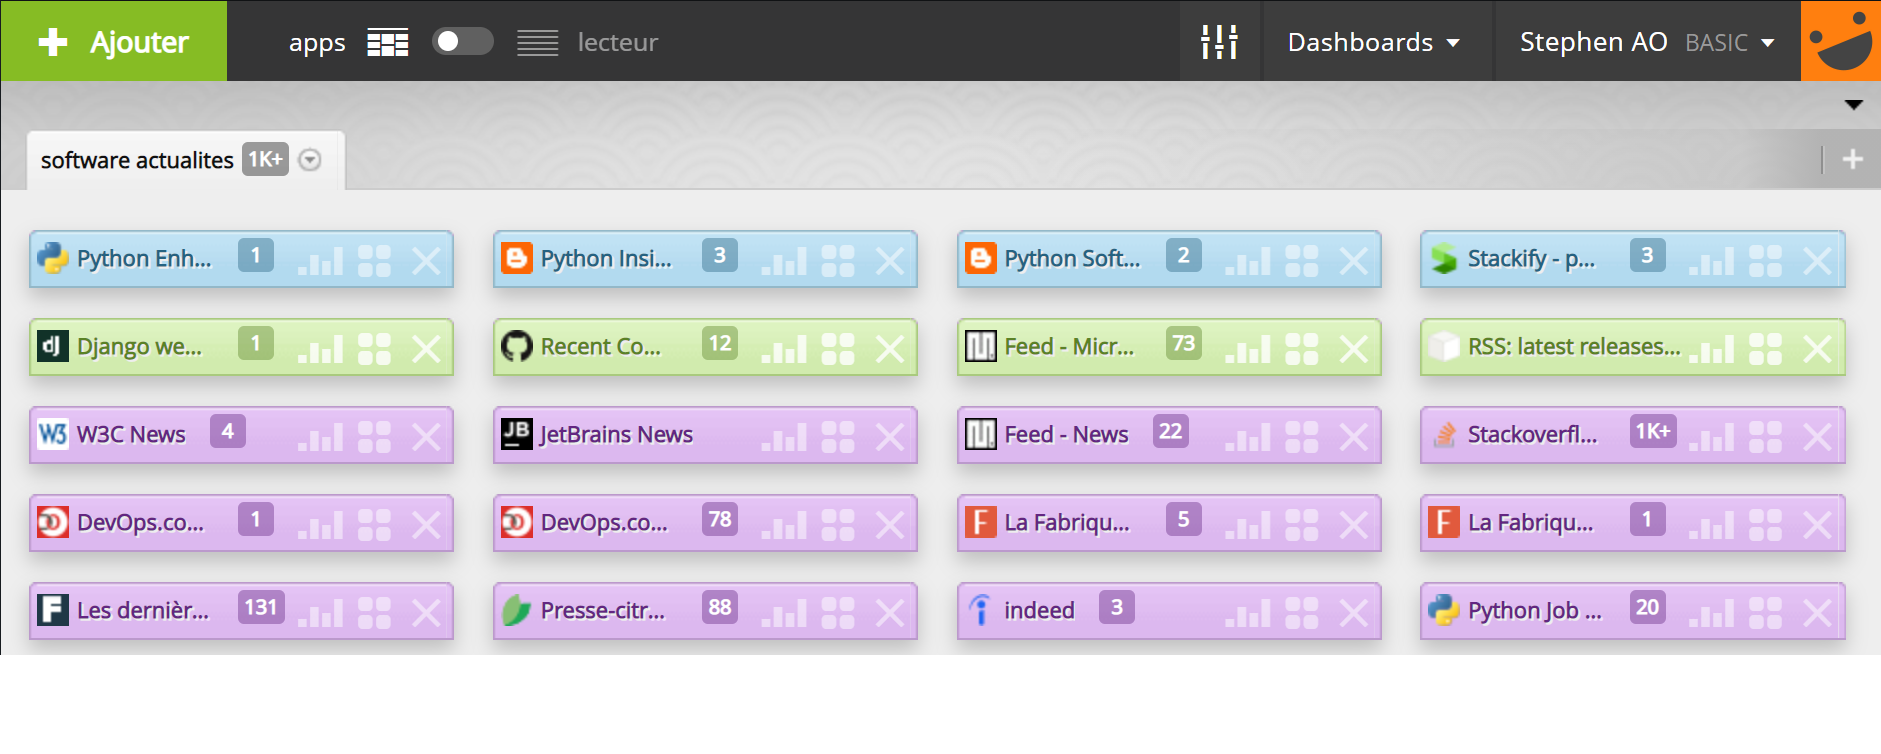 Ajouter apps lecteur Dashboards Stephen AO BASIC
software actualites 1K+
Python Enh... 1 Python Insi... 3 Python Soft... 2 Stackify - p... 3
dj Django we... 1 Recent Co... 12 Feed - Micr... 73 RSS: latest releases...
W3 W3C News 4 JB JetBrains News Feed - News 22 Stackoverfl... 1K+
DevOps.co... 1 DevOps.co... 78 F La Fabriqu... 5 F La Fabriqu... 1
F Les dernièr... 131 Presse-citr... 88 indeed 3 Python Job ... 20